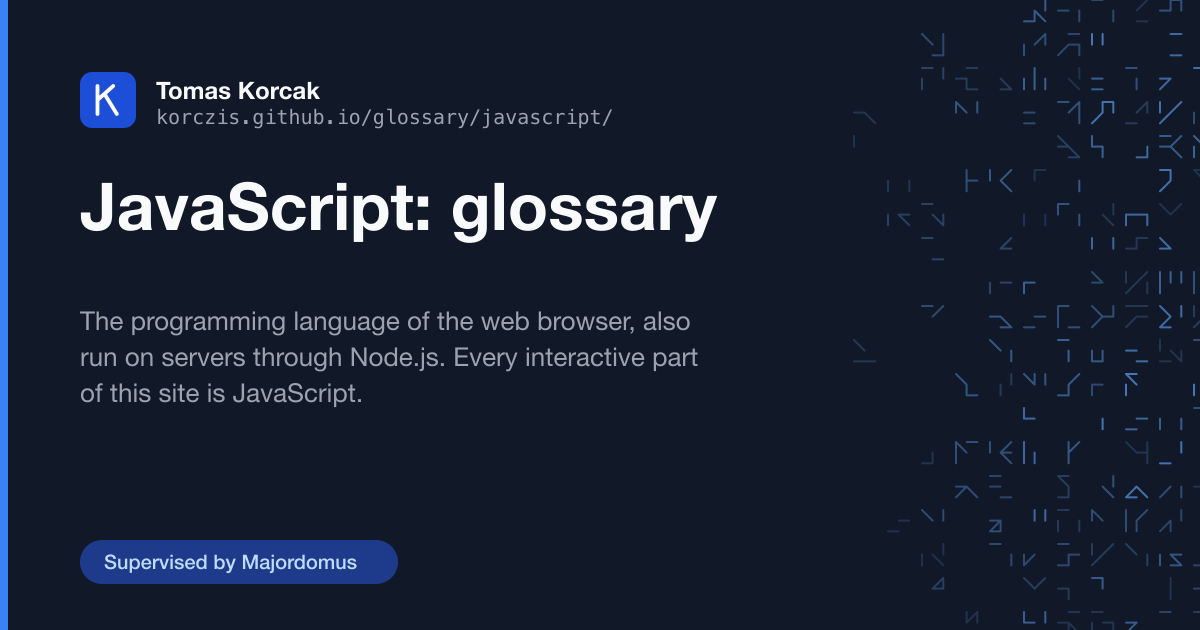 K
Tomas Korcak
korczis.github.io/glossary/javascript/
JavaScript: glossary
The programming language of the web browser, also
run on servers through Node.js. Every interactive part
of this site is JavaScript.
Supervised by Majordomus